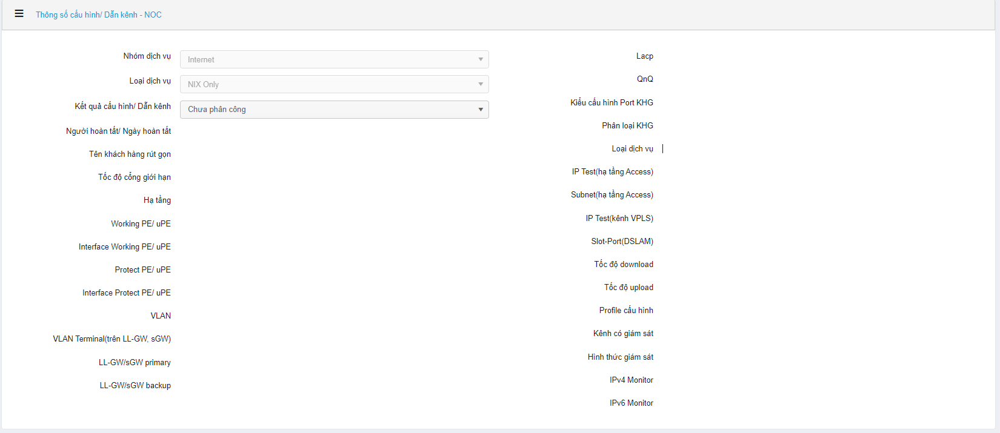 Thông số cấu hình/ Dẫn kênh - NOC
Nhóm dịch vụ
Internet
Loại dịch vụ
NIX Only
Kết quả cấu hình/ Dẫn kênh
Chưa phân công
Người hoàn tất/ Ngày hoàn tất
Tên khách hàng rút gọn
Tốc độ cổng giới hạn
Hạ tầng
Working PE/ uPE
Interface Working PE/ uPE
Protect PE/ uPE
Interface Protect PE/ uPE
VLAN
VLAN Terminal(trên LL-GW, sGW)
LL-GW/sGW primary
LL-GW/sGW backup
Lacp
QnQ
Kiểu cấu hình Port KHG
Phân loại KHG
Loại dịch vụ
IP Test(hạ tầng Access)
Subnet(hạ tầng Access)
IP Test(kênh VPLS)
Slot-Port(DSLAM)
Tốc độ download
Tốc độ upload
Profile cấu hình
Kênh có giám sát
Hình thức giám sát
IPv4 Monitor
IPv6 Monitor